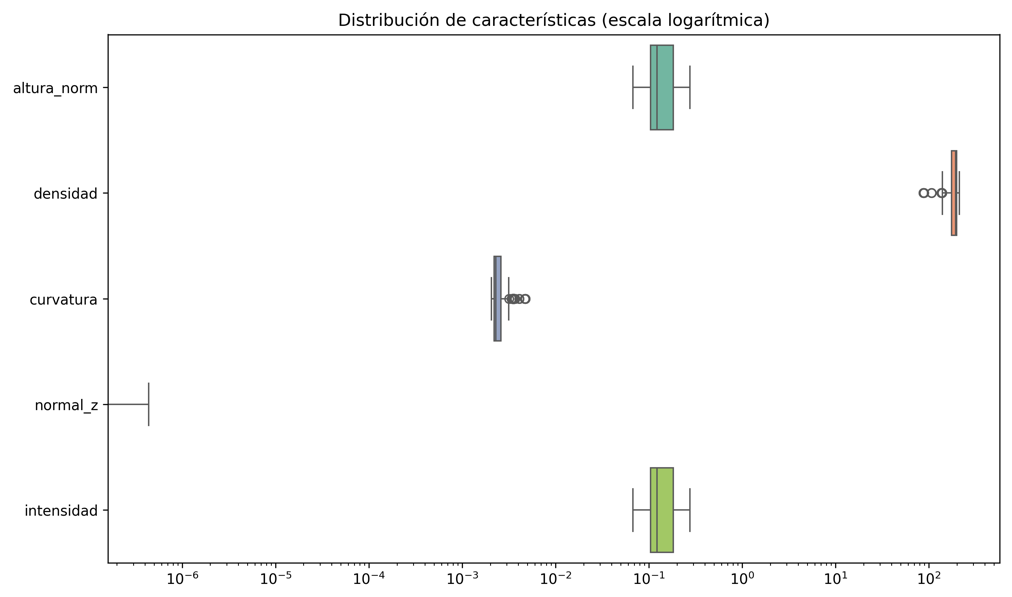 Distribución de características (escala logarítmica)
altura_norm
densidad
curvatura
normal_z
intensidad
10⁻⁶ 10⁻⁵ 10⁻⁴ 10⁻³ 10⁻² 10⁻¹ 10⁰ 10¹ 10²